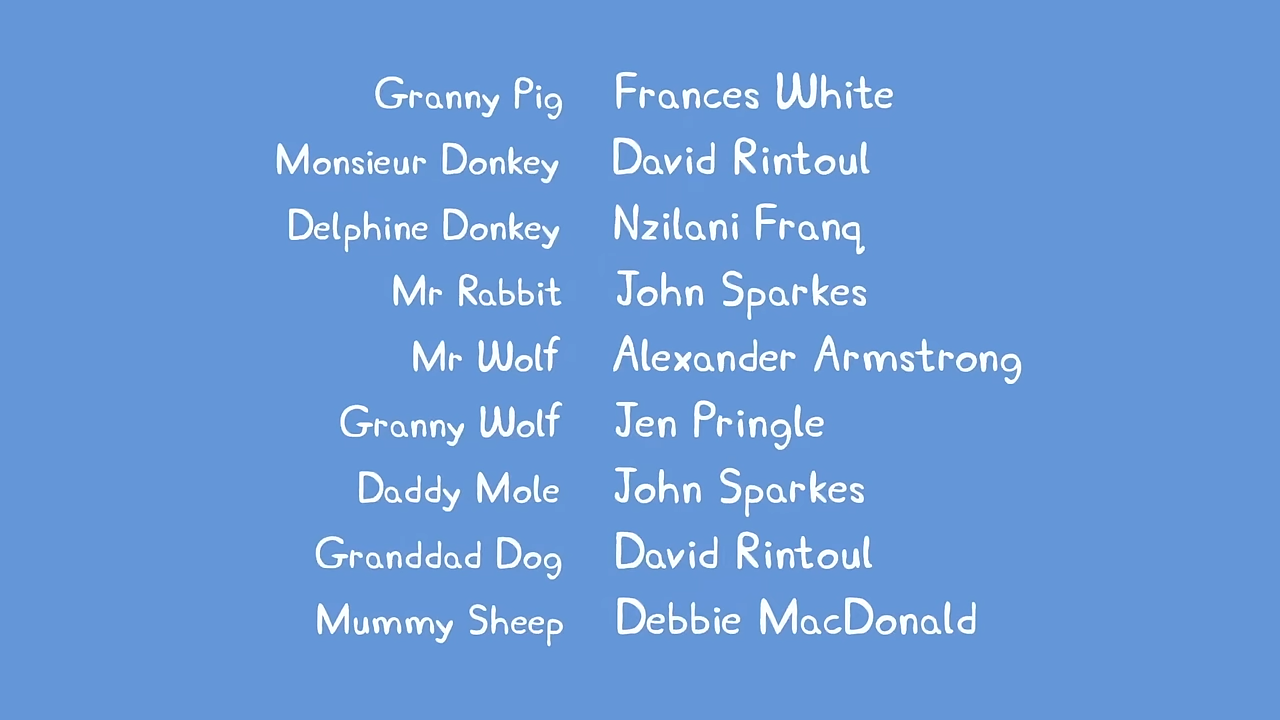 Granny Pig Frances White
Monsieur Donkey David Rintoul
Delphine Donkey Nzilani Franq
Mr Rabbit John Sparkes
Mr Wolf Alexander Armstrong
Granny Wolf Jen Pringle
Daddy Mole John Sparkes
Granddad Dog David Rintoul
Mummy Sheep Debbie MacDonald